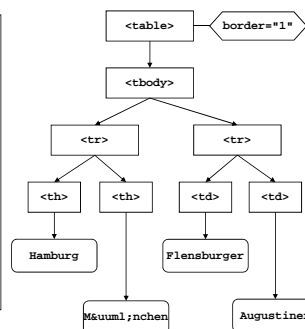 <table> border="1"
<tbody>
<tr> <tr>
<th> <th> <td> <td>
Hamburg Flensburger
M&uuml;nchen Augustiner